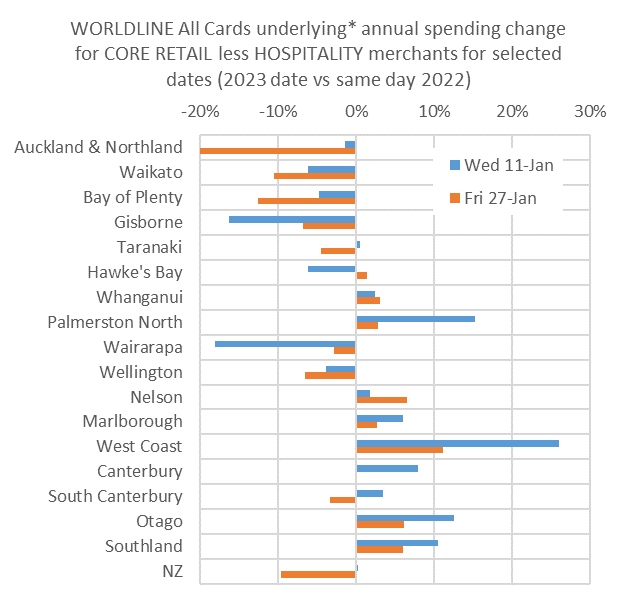 WORLDLINE All Cards underlying* annual spending change
for CORE RETAIL less HOSPITALITY merchants for selected
dates (2023 date vs same day 2022)
-20% -10% 0% 10% 20% 30%
Auckland & Northland
Waikato
Bay of Plenty
Gisborne
Taranaki
Hawke's Bay
Whanganui
Palmerston North
Wairarapa
Wellington
Nelson
Marlborough
West Coast
Canterbury
South Canterbury
Otago
Southland
NZ
Wed 11-Jan
Fri 27-Jan